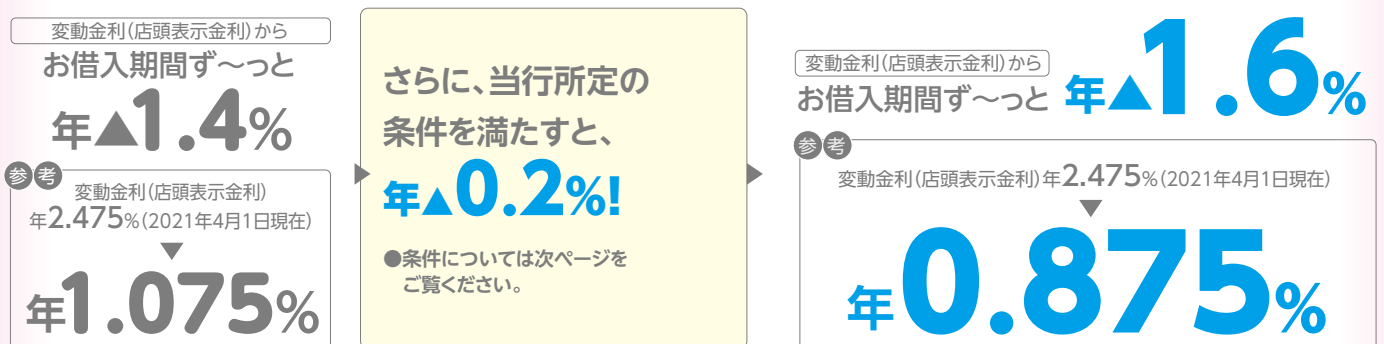 変動金利(店頭表示金利)から
お借入期間ず〜っと
年▲1.4%
参考
変動金利(店頭表示金利)
年2.475%(2021年4月1日現在)
▼
年1.075%
さらに、当行所定の
条件を満たすと、
年▲0.2%!
●条件については次ページを
ご覧ください。
変動金利(店頭表示金利)から
お借入期間ず〜っと 年▲1.6%
参考
変動金利(店頭表示金利)年2.475%(2021年4月1日現在)
▼
年0.875%